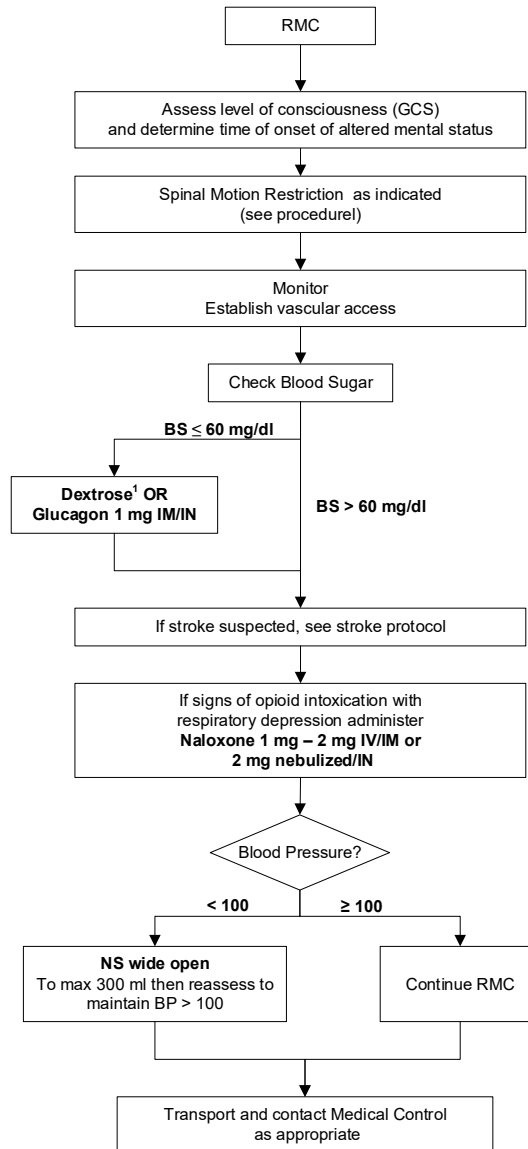 RMC
Assess level of consciousness (GCS)
and determine time of onset of altered mental status
Spinal Motion Restriction as indicated
(see procedurel)
Monitor
Establish vascular access
Check Blood Sugar
BS ≤ 60 mg/dl
Dextrose¹ OR
Glucagon 1 mg IM/IN
BS > 60 mg/dl
If stroke suspected, see stroke protocol
If signs of opioid intoxication with
respiratory depression administer
Naloxone 1 mg – 2 mg IV/IM or
2 mg nebulized/IN
Blood Pressure?
< 100
≥ 100
NS wide open
To max 300 ml then reassess to
maintain BP > 100
Continue RMC
Transport and contact Medical Control
as appropriate